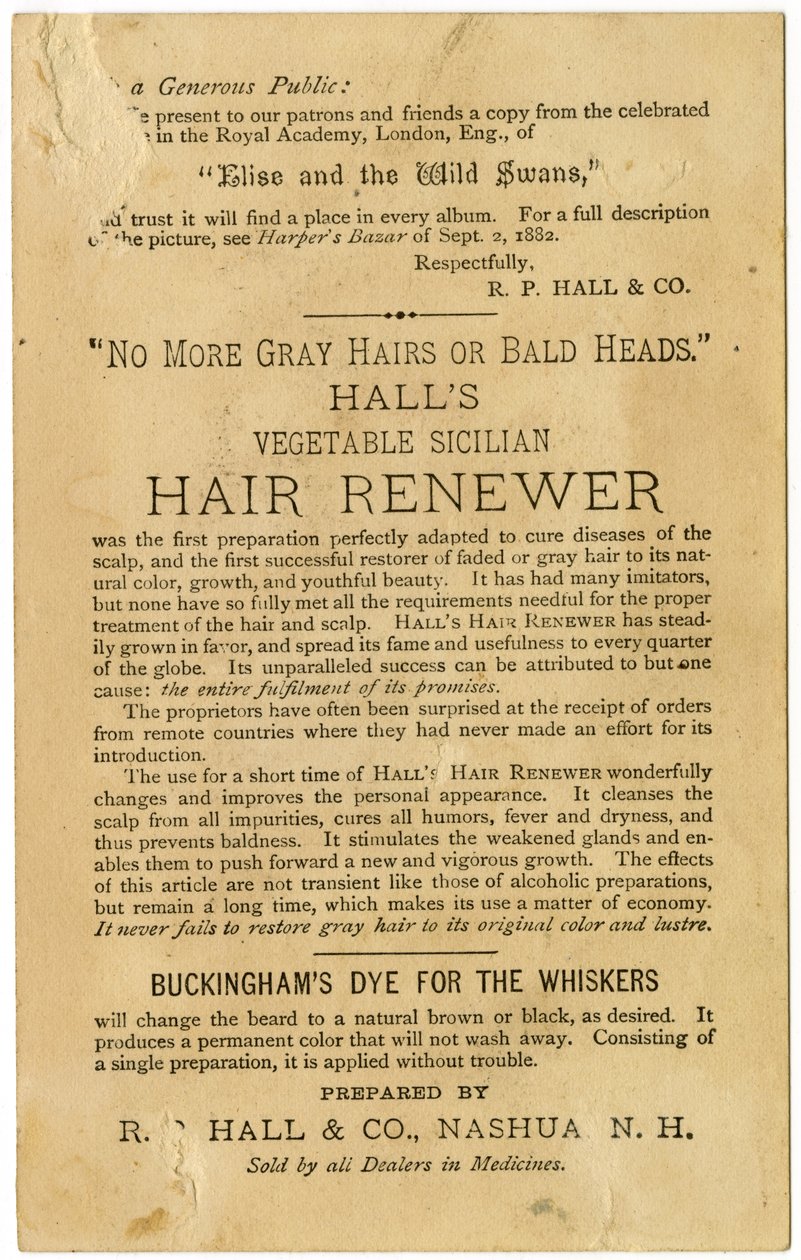 a Generous Public:
present to our patrons and friends a copy from the celebrated
in the Royal Academy, London, Eng., of
"Elise and the Wild Swans,"
trust it will find a place in every album. For a full description
the picture, see Harper's Bazar of Sept. 2, 1882.
Respectfully,
R. P. HALL & CO.
"NO MORE GRAY HAIRS OR BALD HEADS."
HALL'S
VEGETABLE SICILIAN
HAIR RENEWER
was the first preparation perfectly adapted to cure diseases of the
scalp, and the first successful restorer of faded or gray hair to its nat-
ural color, growth, and youthful beauty. It has had many imitators,
but none have so fully met all the requirements needful for the proper
treatment of the hair and scalp. HALL'S HAIR RENEWER has stead-
ily grown in favor, and spread its fame and usefulness to every quarter
of the globe. Its unparalleled success can be attributed to but one
cause: the entire fulfilment of its promises.
The proprietors have often been surprised at the receipt of orders
from remote countries where they had never made an effort for its
introduction.
The use for a short time of HALL'S HAIR RENEWER wonderfully
changes and improves the personal appearance. It cleanses the
scalp from all impurities, cures all humors, fever and dryness, and
thus prevents baldness. It stimulates the weakened glands and en-
ables them to push forward a new and vigorous growth. The effects
of this article are not transient like those of alcoholic preparations,
but remain a long time, which makes its use a matter of economy.
It never fails to restore gray hair to its original color and lustre.
BUCKINGHAM'S DYE FOR THE WHISKERS
will change the beard to a natural brown or black, as desired. It
produces a permanent color that will not wash away. Consisting of
a single preparation, it is applied without trouble.
PREPARED BY
R. P. HALL & CO., NASHUA, N. H.
Sold by all Dealers in Medicines.